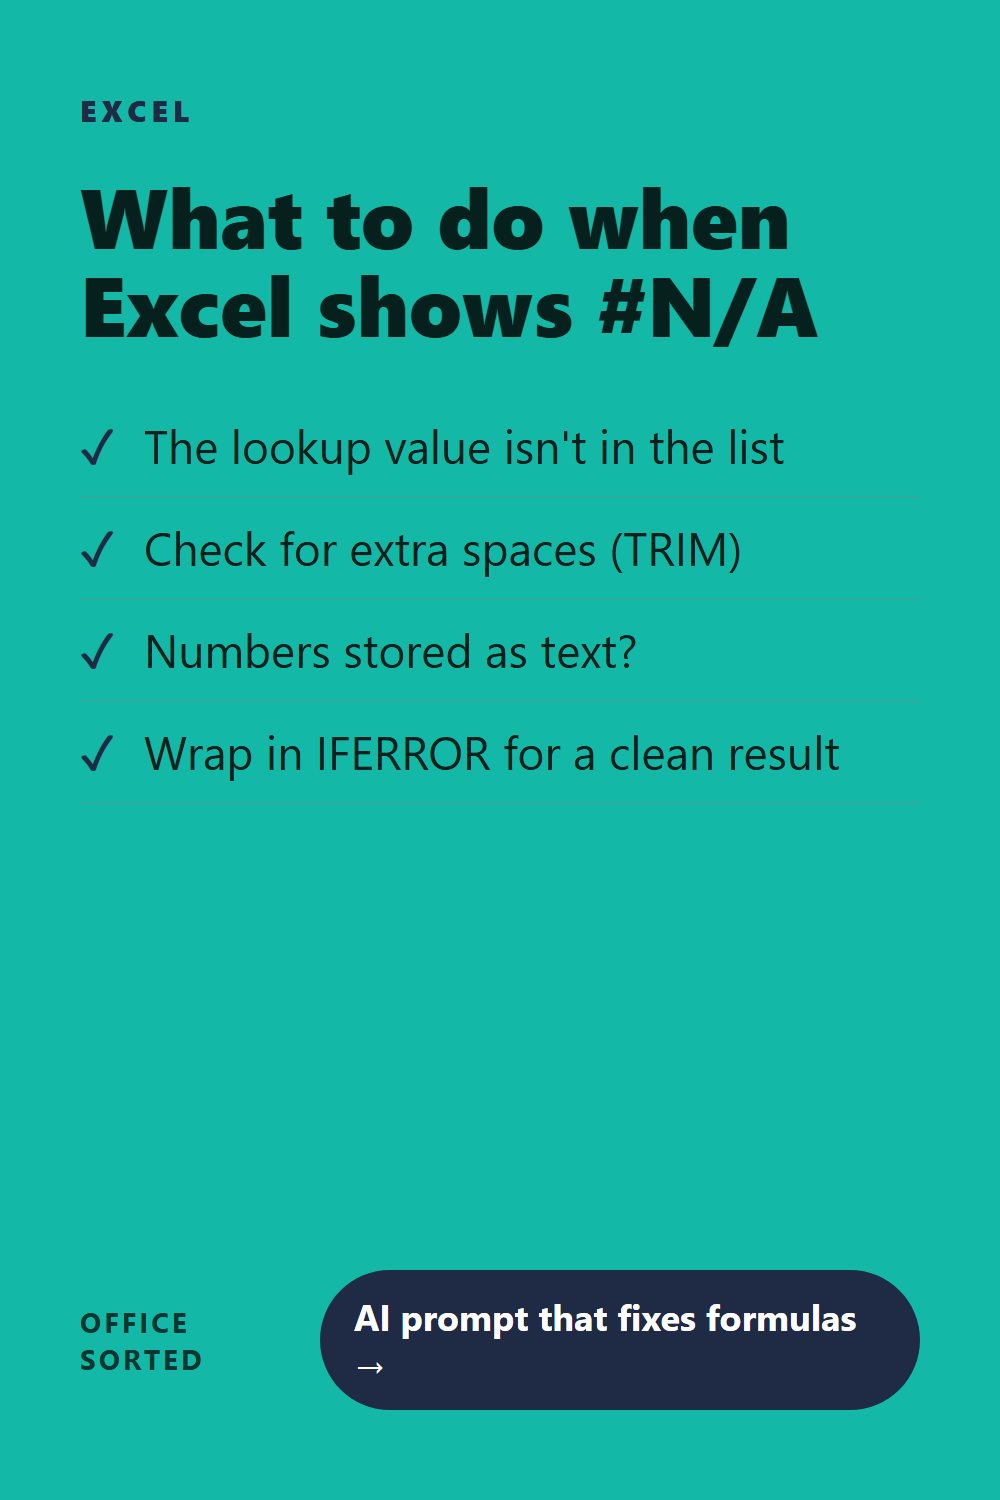 EXCEL
What to do when
Excel shows #N/A
✓ The lookup value isn't in the list
✓ Check for extra spaces (TRIM)
✓ Numbers stored as text?
✓ Wrap in IFERROR for a clean result
OFFICE
SORTED
AI prompt that fixes formulas
→